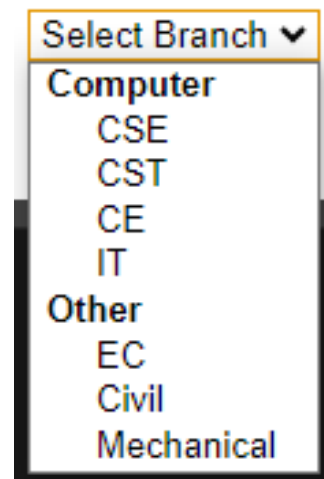 Select Branch
Computer
CSE
CST
CE
IT
Other
EC
Civil
Mechanical